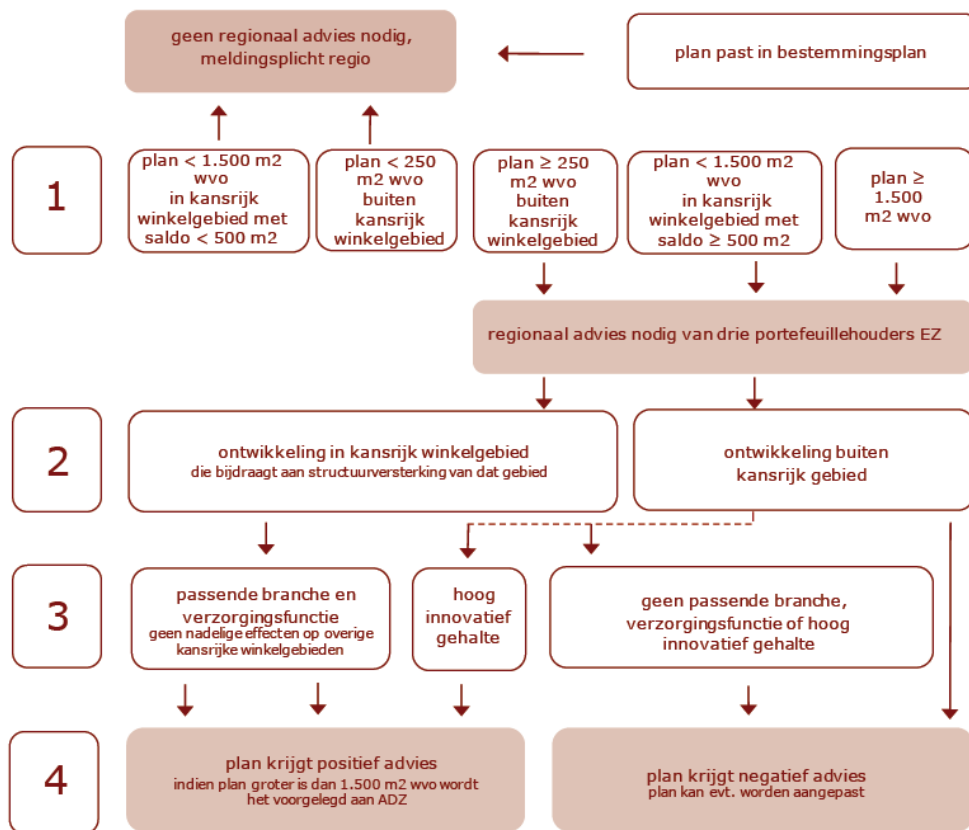 geen regionaal advies nodig,
meldingsplicht regio
plan past in bestemmingsplan
1
plan < 1.500 m2
wvo
in kansrijk
winkelgebied met
saldo < 500 m2
plan < 250
m2 wvo
buiten
kansrijk
winkelgebied
plan ≥ 250
m2 wvo
buiten
kansrijk
winkelgebied
plan < 1.500 m2
wvo
in kansrijk
winkelgebied met
saldo ≥ 500 m2
plan ≥
1.500
m2 wvo
regionaal advies nodig van drie portefeuillehouders EZ
2
ontwikkeling in kansrijk winkelgebied
die bijdraagt aan structuurversterking van dat gebied
ontwikkeling buiten
kansrijk gebied
3
passende branche en
verzorgingsfunctie
geen nadelige effecten op overige
kansrijke winkelgebieden
hoog
innovatief
gehalte
geen passende branche,
verzorgingsfunctie of hoog
innovatief gehalte
4
plan krijgt positief advies
indien plan groter is dan 1.500 m2 wvo wordt
het voorgelegd aan ADZ
plan krijgt negatief advies
plan kan evt. worden aangepast